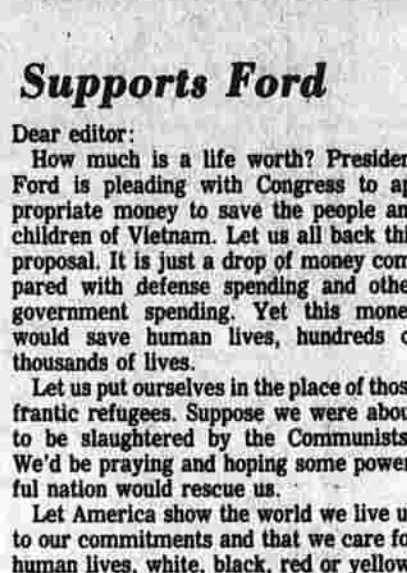 Supports Ford
Dear editor:
How much is a life worth? Presiden
Ford is pleading with Congress to ap
propriate money to save the people an
children of Vietnam. Let us all back thi
proposal. It is just a drop of money com
pared with defense spending and othe
government spending. Yet this mone
would save human lives, hundreds o
thousands of lives.
Let us put ourselves in the place of thos
frantic refugees. Suppose we were abou
to be slaughtered by the Communists
We'd be praying and hoping some power
ful nation would rescue us.
Let America show the world we live u
to our commitments and that we care fo
human lives, white, black, red or yellow